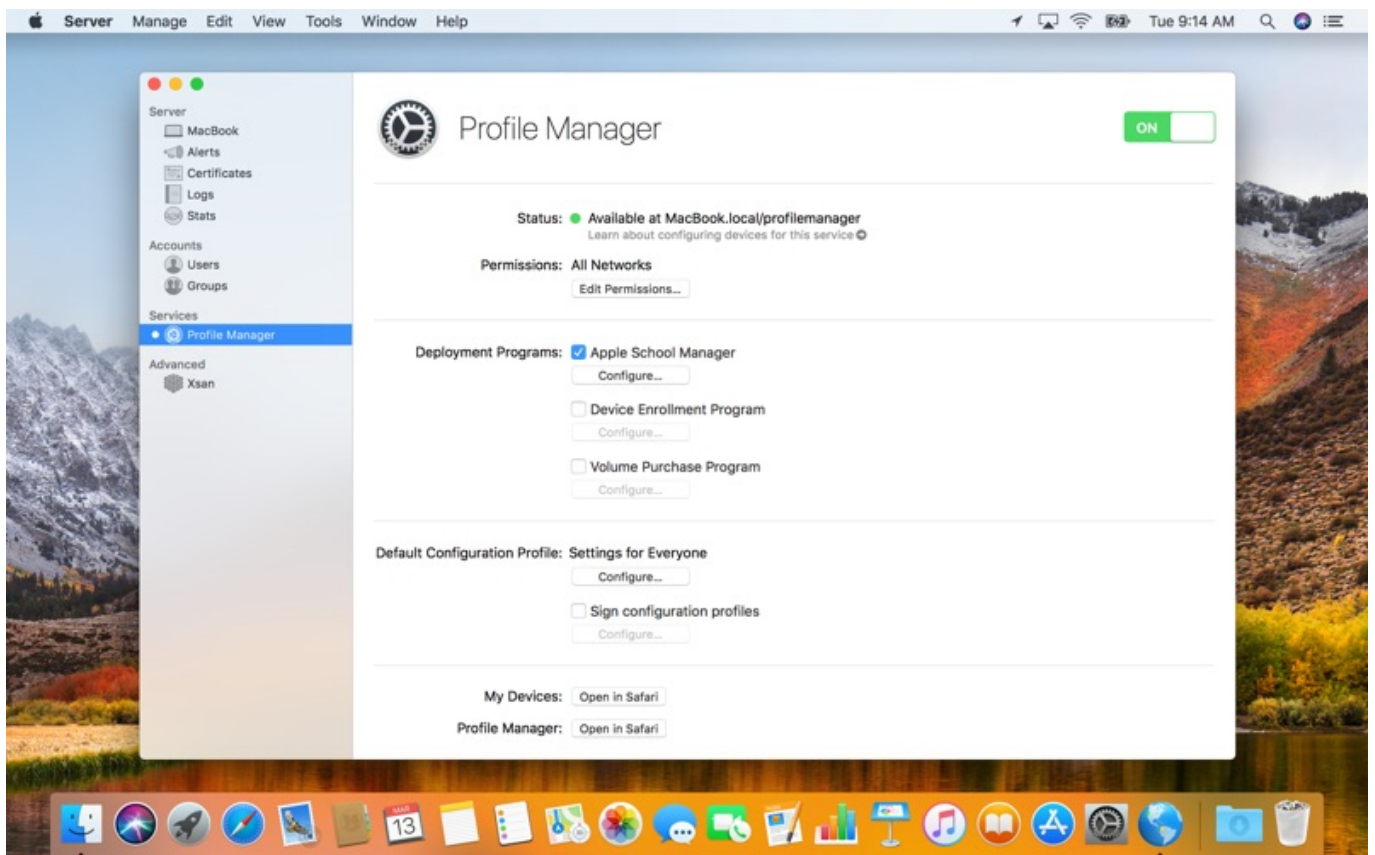 Server Manage Edit View Tools Window Help Tue 9:14 AM
Server
MacBook
Alerts
Certificates
Logs
Stats
Accounts
Users
Groups
Services
Profile Manager
Advanced
Xsan
Profile Manager
ON
Status: Available at MacBook.local/profilemanager
Learn about configuring devices for this service
Permissions: All Networks
Edit Permissions...
Deployment Programs: Apple School Manager
Configure...
Device Enrollment Program
Configure...
Volume Purchase Program
Configure...
Default Configuration Profile: Settings for Everyone
Configure...
Sign configuration profiles
Configure...
My Devices: Open in Safari
Profile Manager: Open in Safari
MAR
13